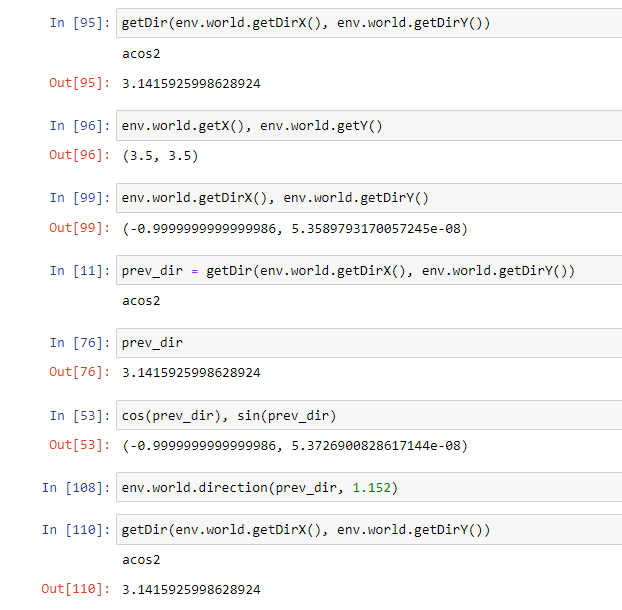 In [95]: getDir(env.world.getDirX(), env.world.getDirY())
acos2
Out[95]: 3.1415925998628924
In [96]: env.world.getX(), env.world.getY()
Out[96]: (3.5, 3.5)
In [99]: env.world.getDirX(), env.world.getDirY()
Out[99]: (-0.9999999999999986, 5.3589793170057245e-08)
In [11]: prev_dir = getDir(env.world.getDirX(), env.world.getDirY())
acos2
In [76]: prev_dir
Out[76]: 3.1415925998628924
In [53]: cos(prev_dir), sin(prev_dir)
Out[53]: (-0.9999999999999986, 5.3726900828617144e-08)
In [108]: env.world.direction(prev_dir, 1.152)
In [110]: getDir(env.world.getDirX(), env.world.getDirY())
acos2
Out[110]: 3.1415925998628924